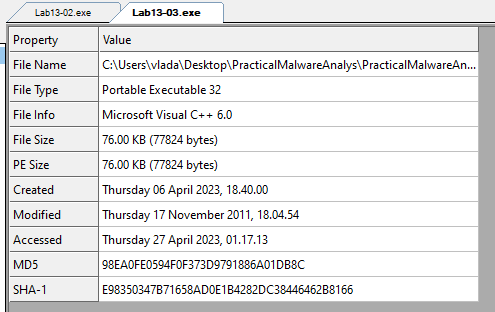 Lab13-02.exe Lab13-03.exe
Property Value
File Name C:\Users\vlada\Desktop\PracticalMalwareAnalys\PracticalMalwareAn...
File Type Portable Executable 32
File Info Microsoft Visual C++ 6.0
File Size 76.00 KB (77824 bytes)
PE Size 76.00 KB (77824 bytes)
Created Thursday 06 April 2023, 18.40.00
Modified Thursday 17 November 2011, 18.04.54
Accessed Thursday 27 April 2023, 01.17.13
MD5 98EA0FE0594F0F373D9791886A01DB8C
SHA-1 E98350347B71658AD0E1B4282DC38446462B8166